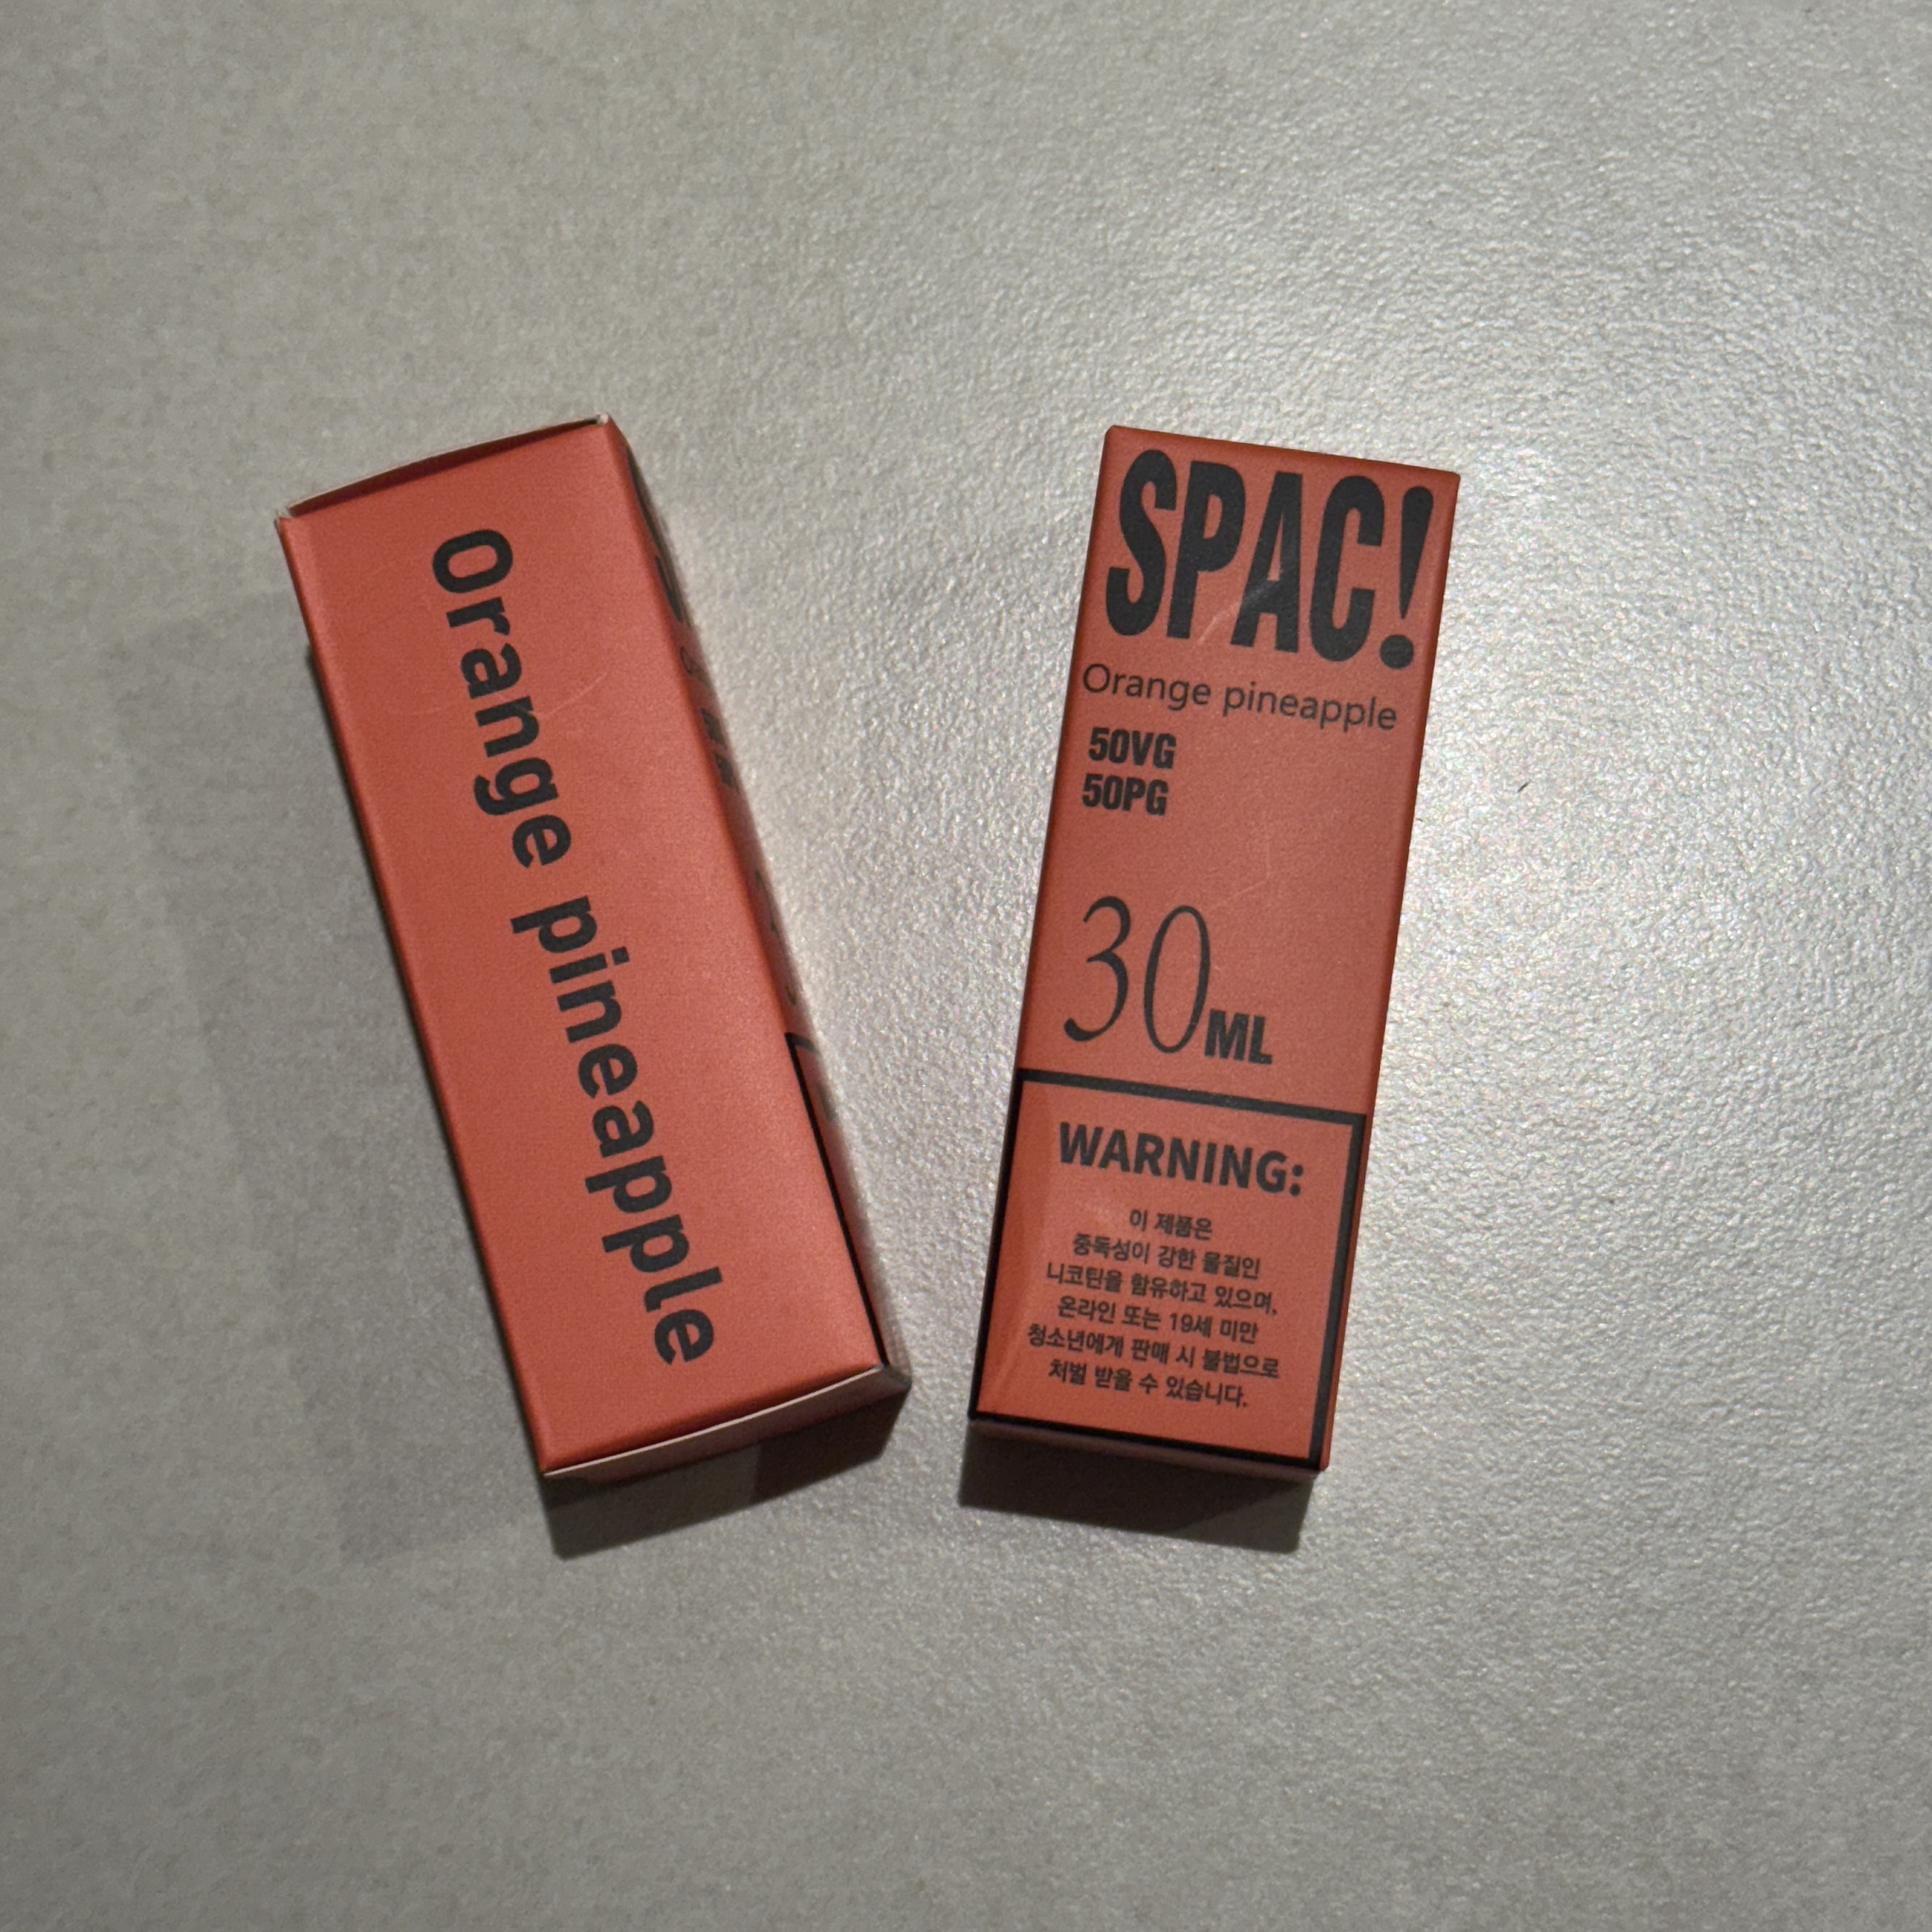 Orange pineapple
SPAC!
Orange pineapple
50VG
50PG
30ML
WARNING:
이 제품은
중독성이 강한 물질인
니코틴을 함유하고 있으며,
온라인 또는 19세 미만
청소년에게 판매 시 불법으로
처벌 받을 수 있습니다.